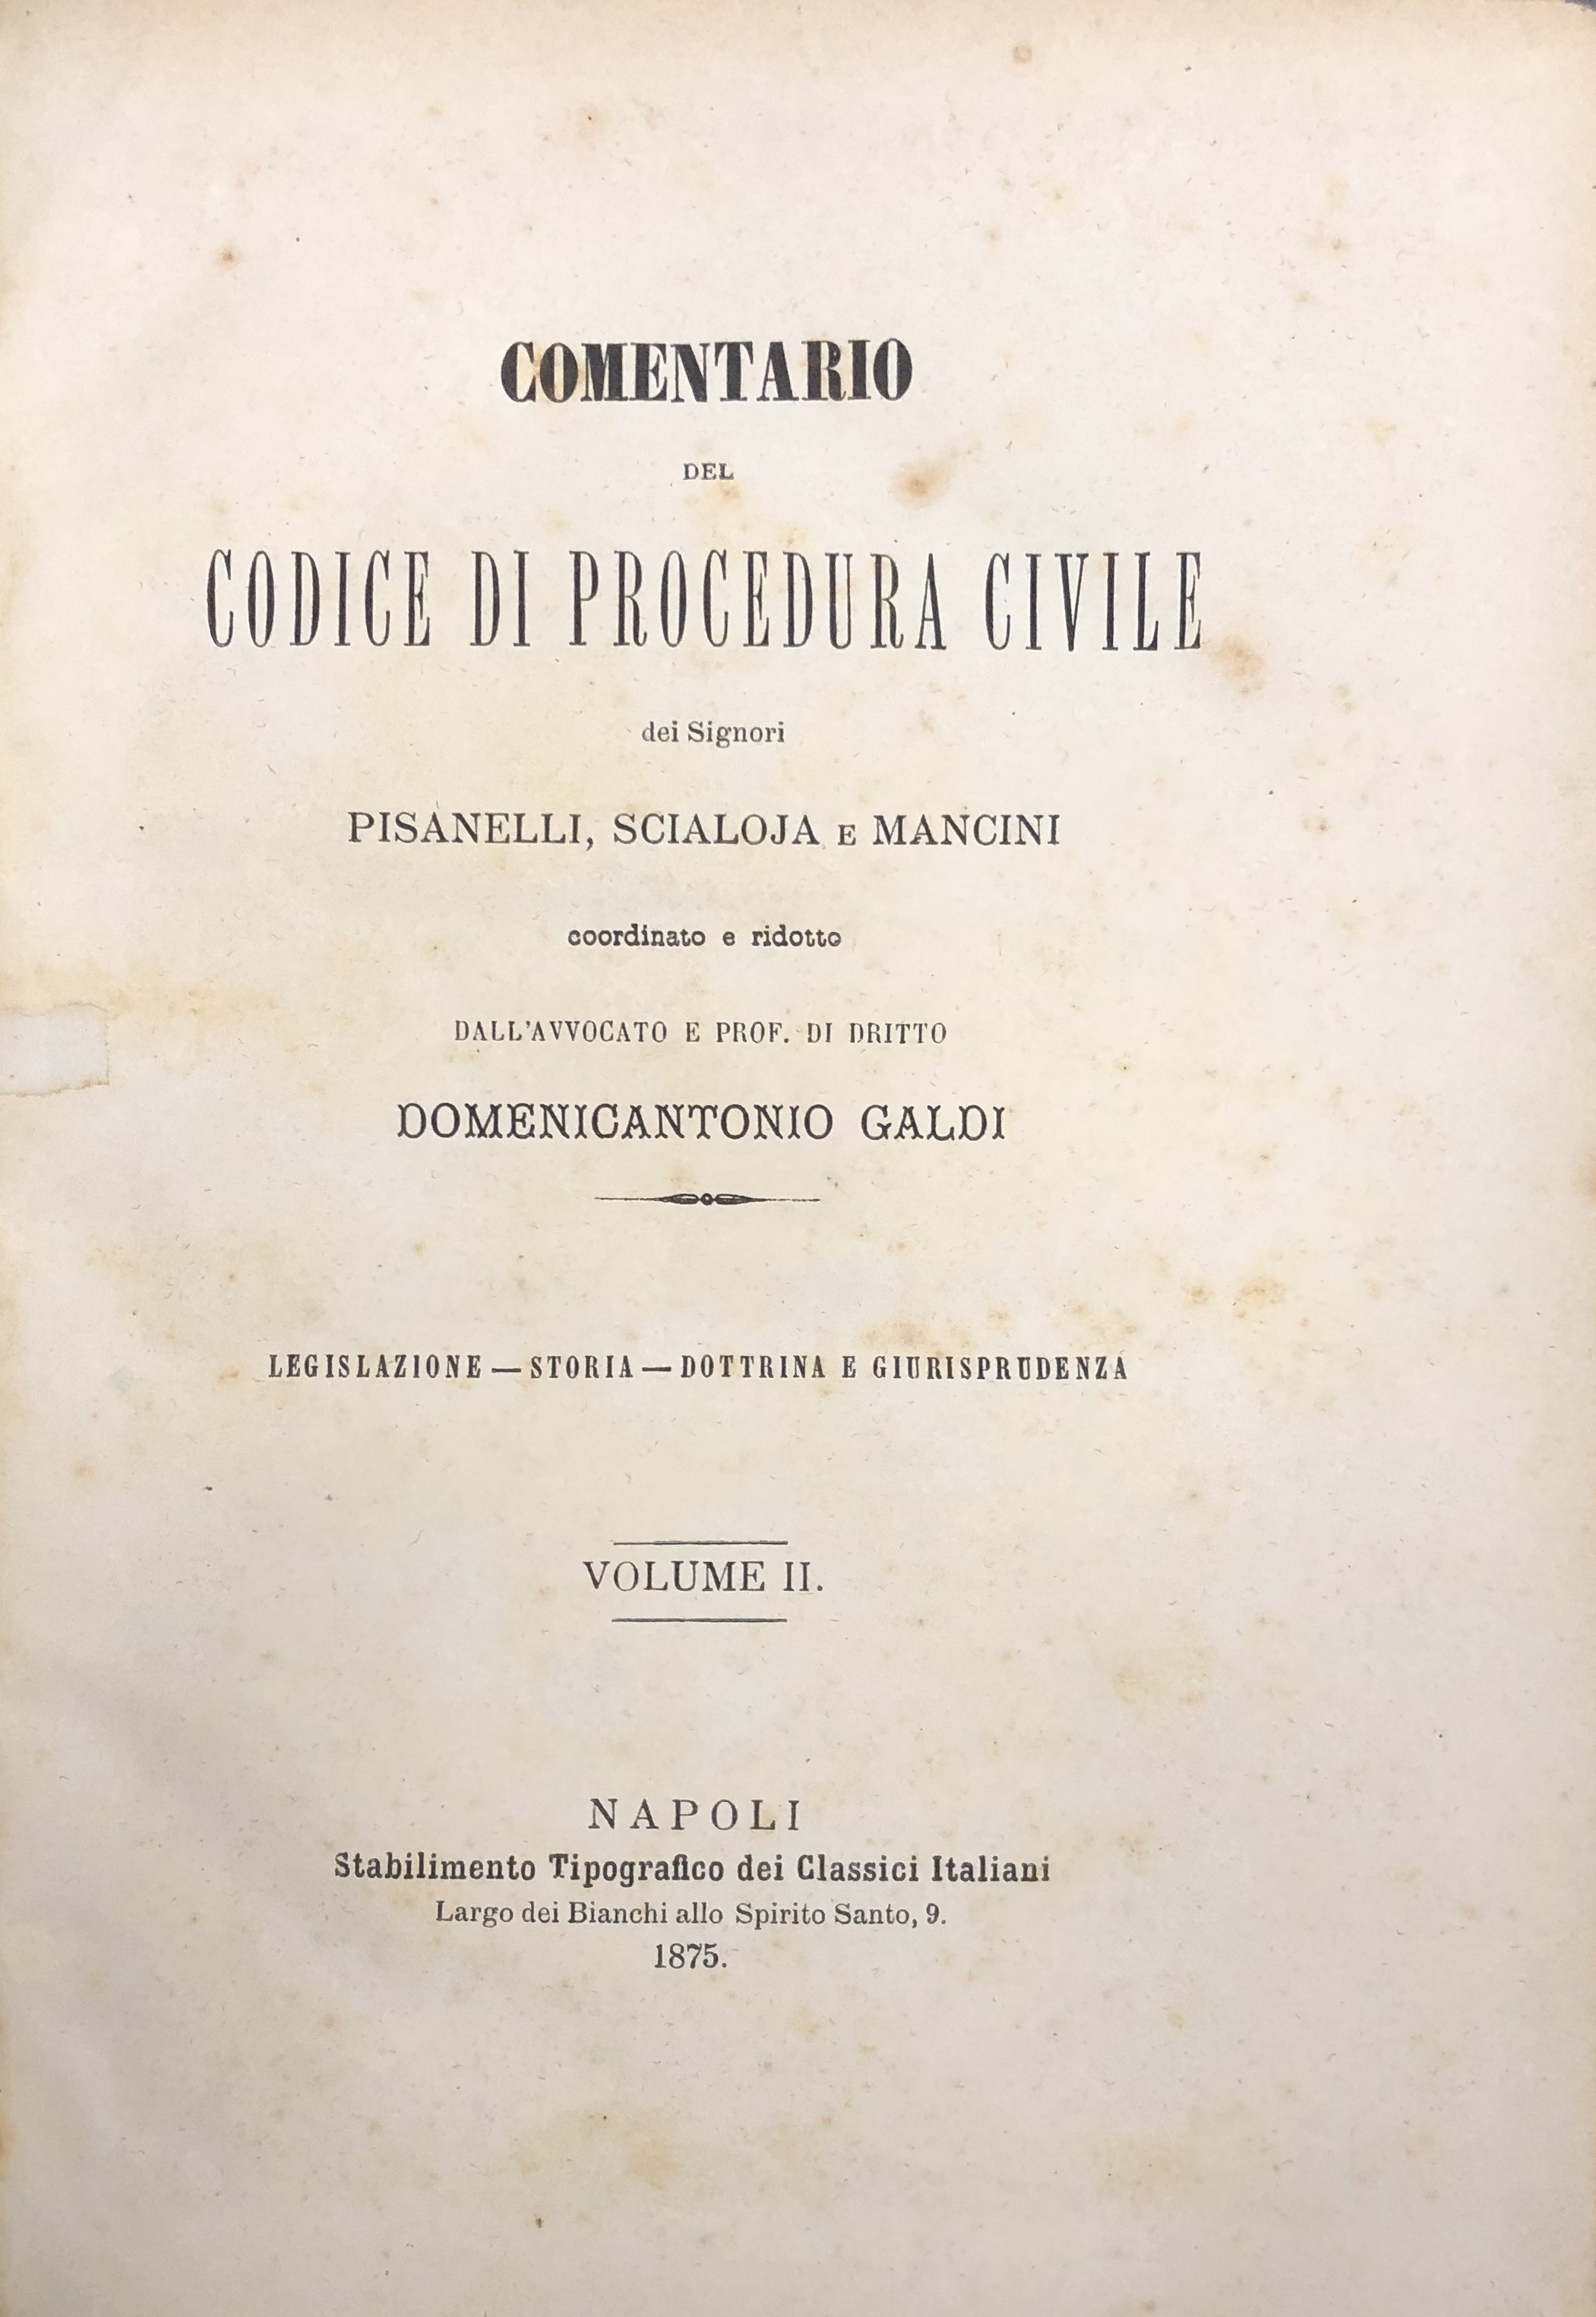 COMENTARIO
DEL
CODICE DI PROCEDURA CIVILE
dei Signori
PISANELLI, SCIALOJA E MANCINI
coordinato e ridotto
DALL'AVVOCATO E PROF. DI DRITTO
DOMENICANTONIO GALDI
LEGISLAZIONE — STORIA — DOTTRINA E GIURISPRUDENZA
VOLUME II.
NAPOLI
Stabilimento Tipografico dei Classici Italiani
Largo dei Bianchi allo Spirito Santo, 9.
1875.